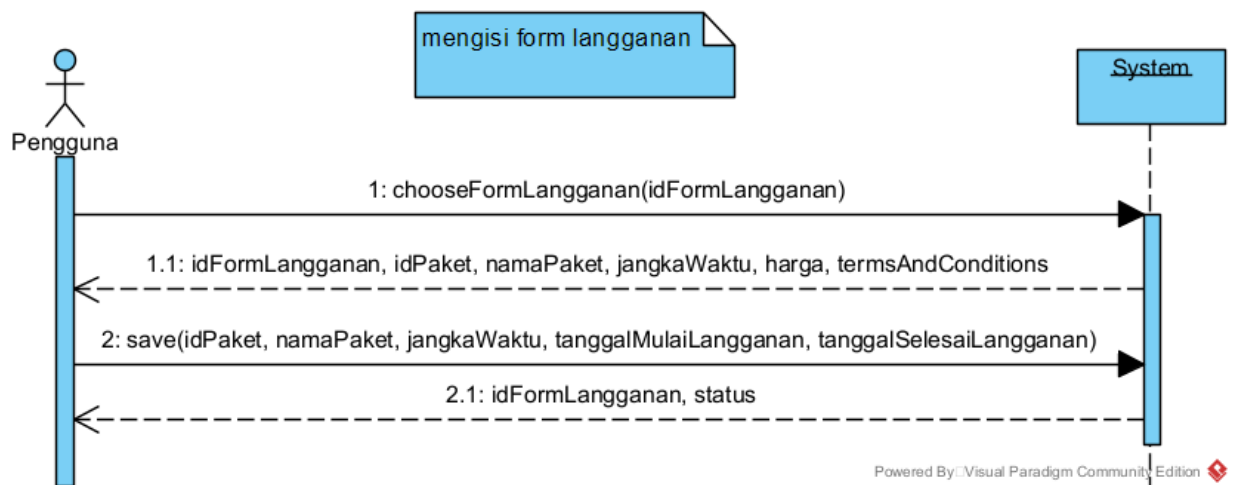 mengisi form langganan
System
Pengguna
1: chooseFormLangganan(idFormLangganan)
1.1: idFormLangganan, idPaket, namaPaket, jangkaWaktu, harga, termsAndConditions
2: save(idPaket, namaPaket, jangkaWaktu, tanggalMulaiLangganan, tanggalSelesaiLangganan)
2.1: idFormLangganan, status
Powered By Visual Paradigm Community Edition